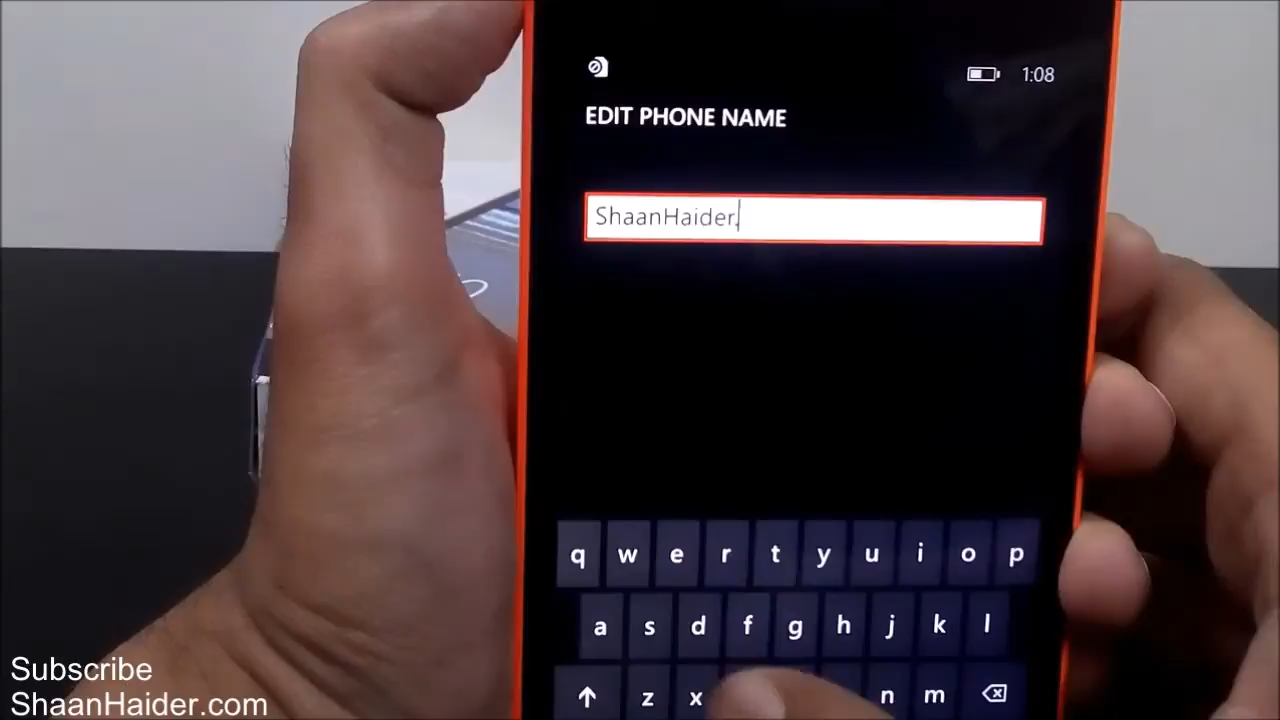 1:08
EDIT PHONE NAME
ShaanHaider.
q w e r t y u i o p
a s d f g h j k l
z x n m
Subscribe
ShaanHaider.com